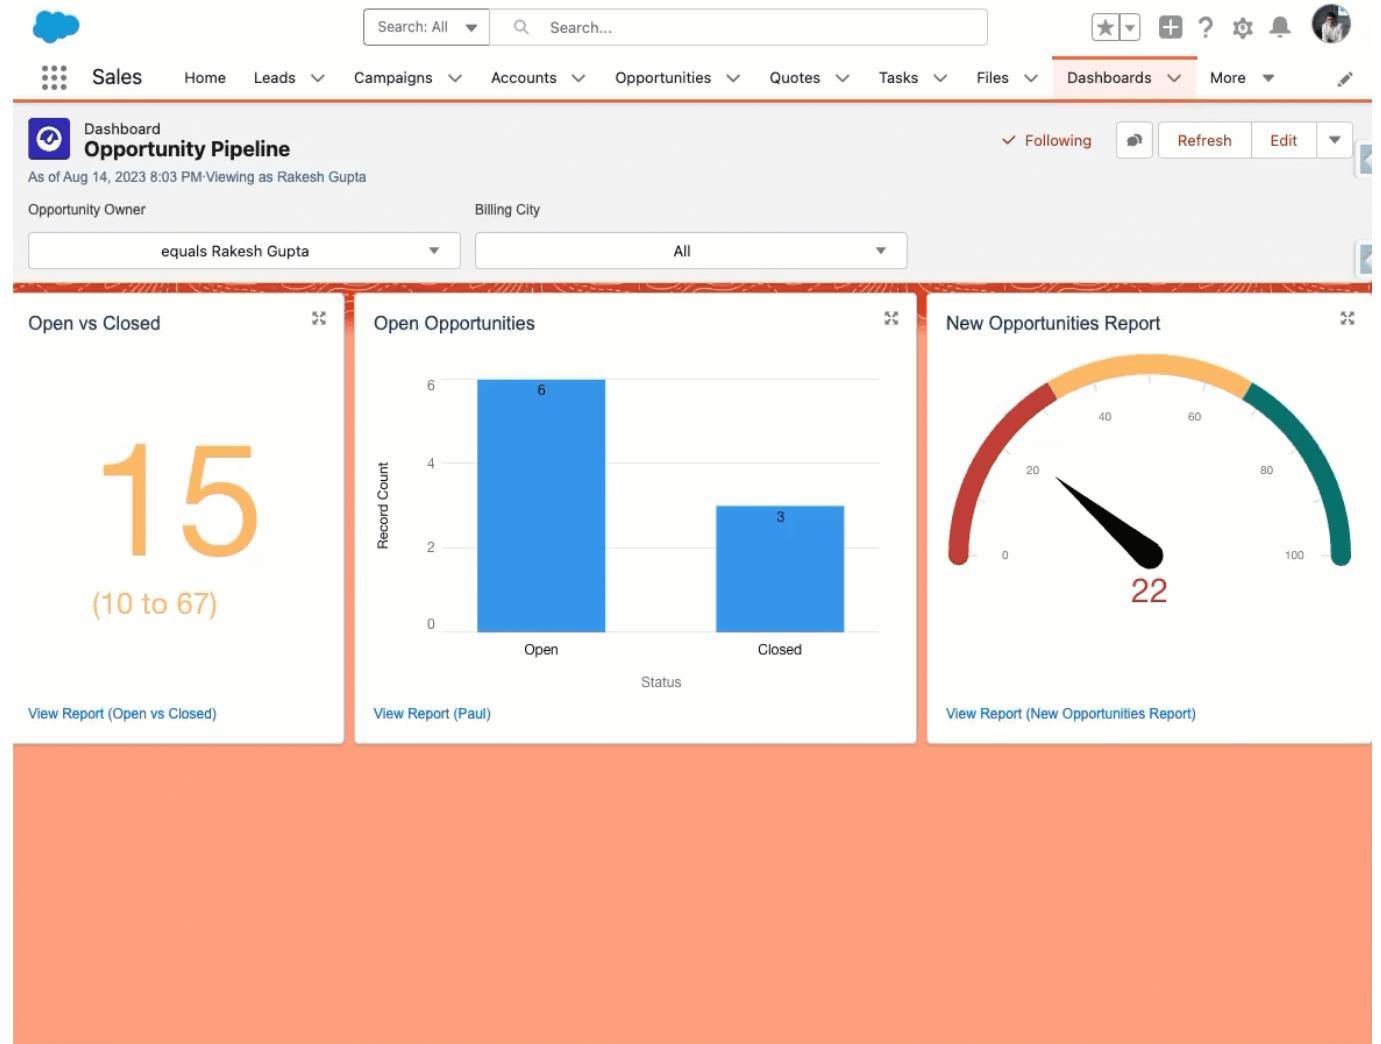 Search: All
Search...
Sales
Home
Leads
Campaigns
Accounts
Opportunities
Quotes
Tasks
Files
Dashboards
More
Dashboard
Opportunity Pipeline
As of Aug 14, 2023 8:03 PM·Viewing as Rakesh Gupta
Following
Refresh
Edit
Opportunity Owner
Billing City
equals Rakesh Gupta
All
Open vs Closed
15
(10 to 67)
View Report (Open vs Closed)
Open Opportunities
6
4
2
0
Record Count
6
3
Open
Closed
Status
View Report (Paul)
New Opportunities Report
0
20
40
60
80
100
22
View Report (New Opportunities Report)